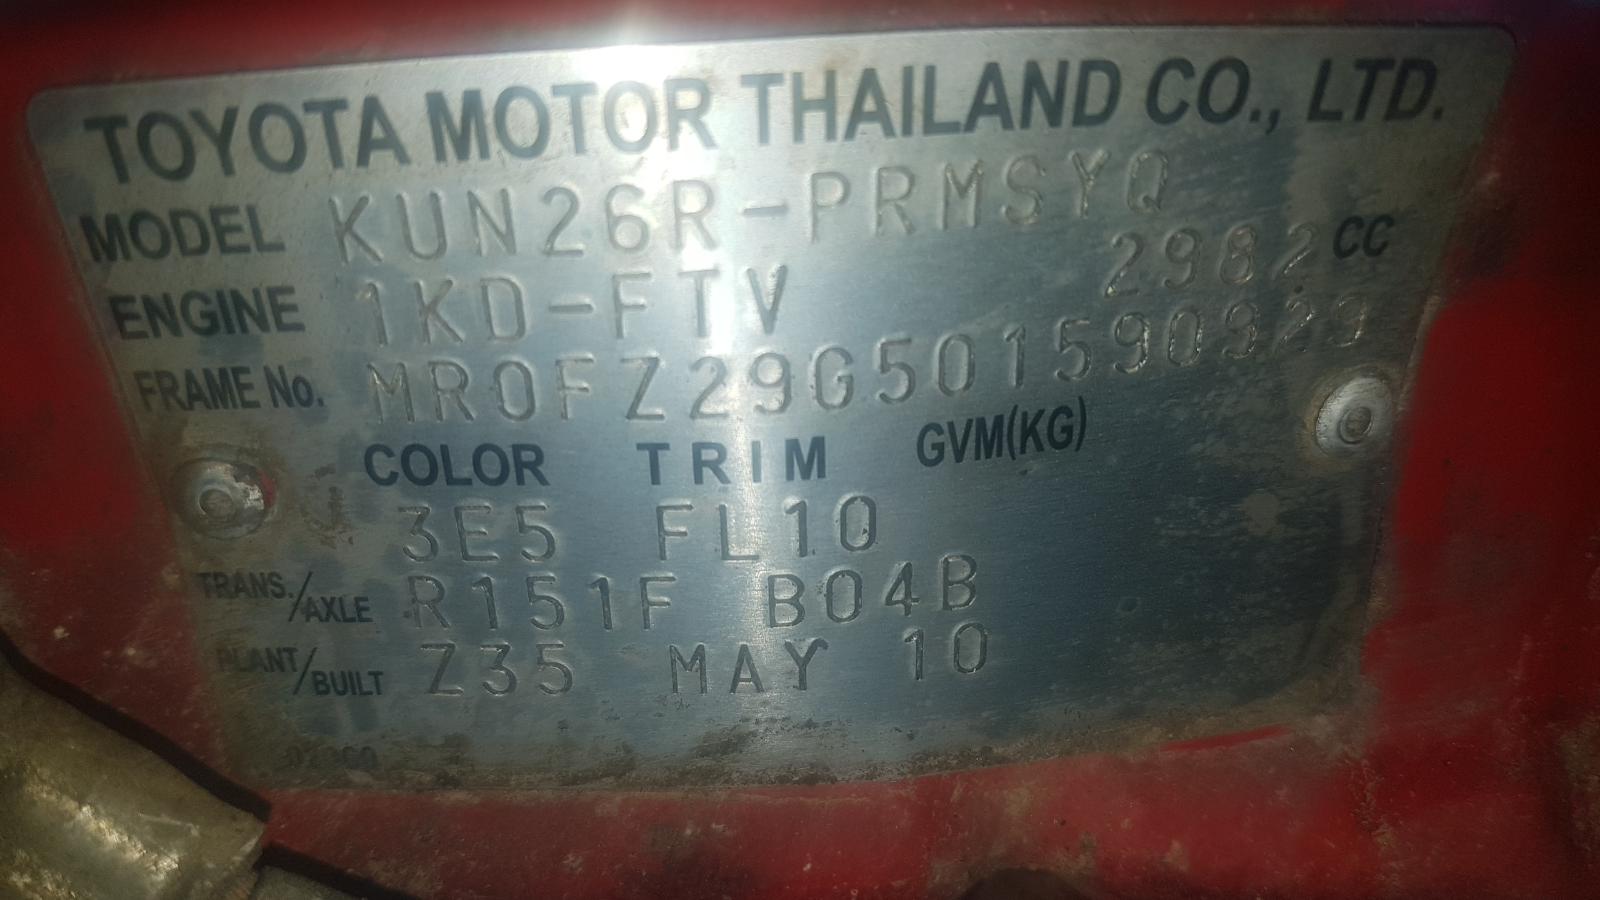 TOYOTA MOTOR THAILAND CO., LTD.
MODEL KUN26R-PRMSYQ
ENGINE 1KD-FTV 2982 CC
FRAME No. MR0FZ29G501590929
COLOR TRIM GVM(KG)
3E5 FL10
TRANS./AXLE R151F B04B
PLANT/BUILT Z35 MAY 10